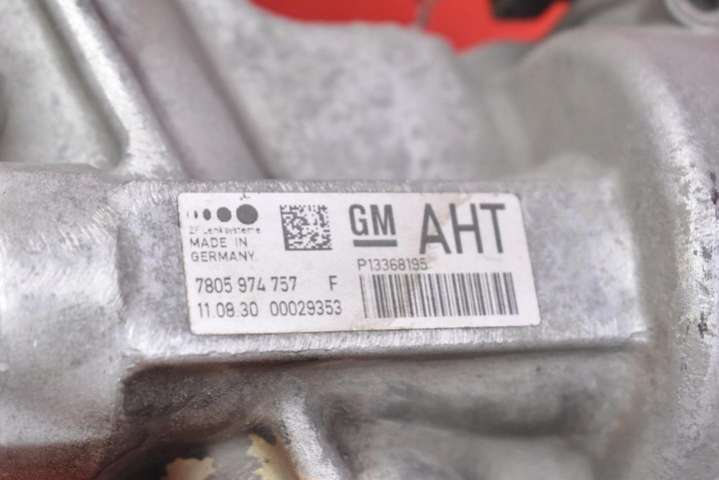 ZF Lenksysteme
MADE IN
GERMANY.
7805 974 757 F
11.08.30 00029353
GM
AHT
P13368195